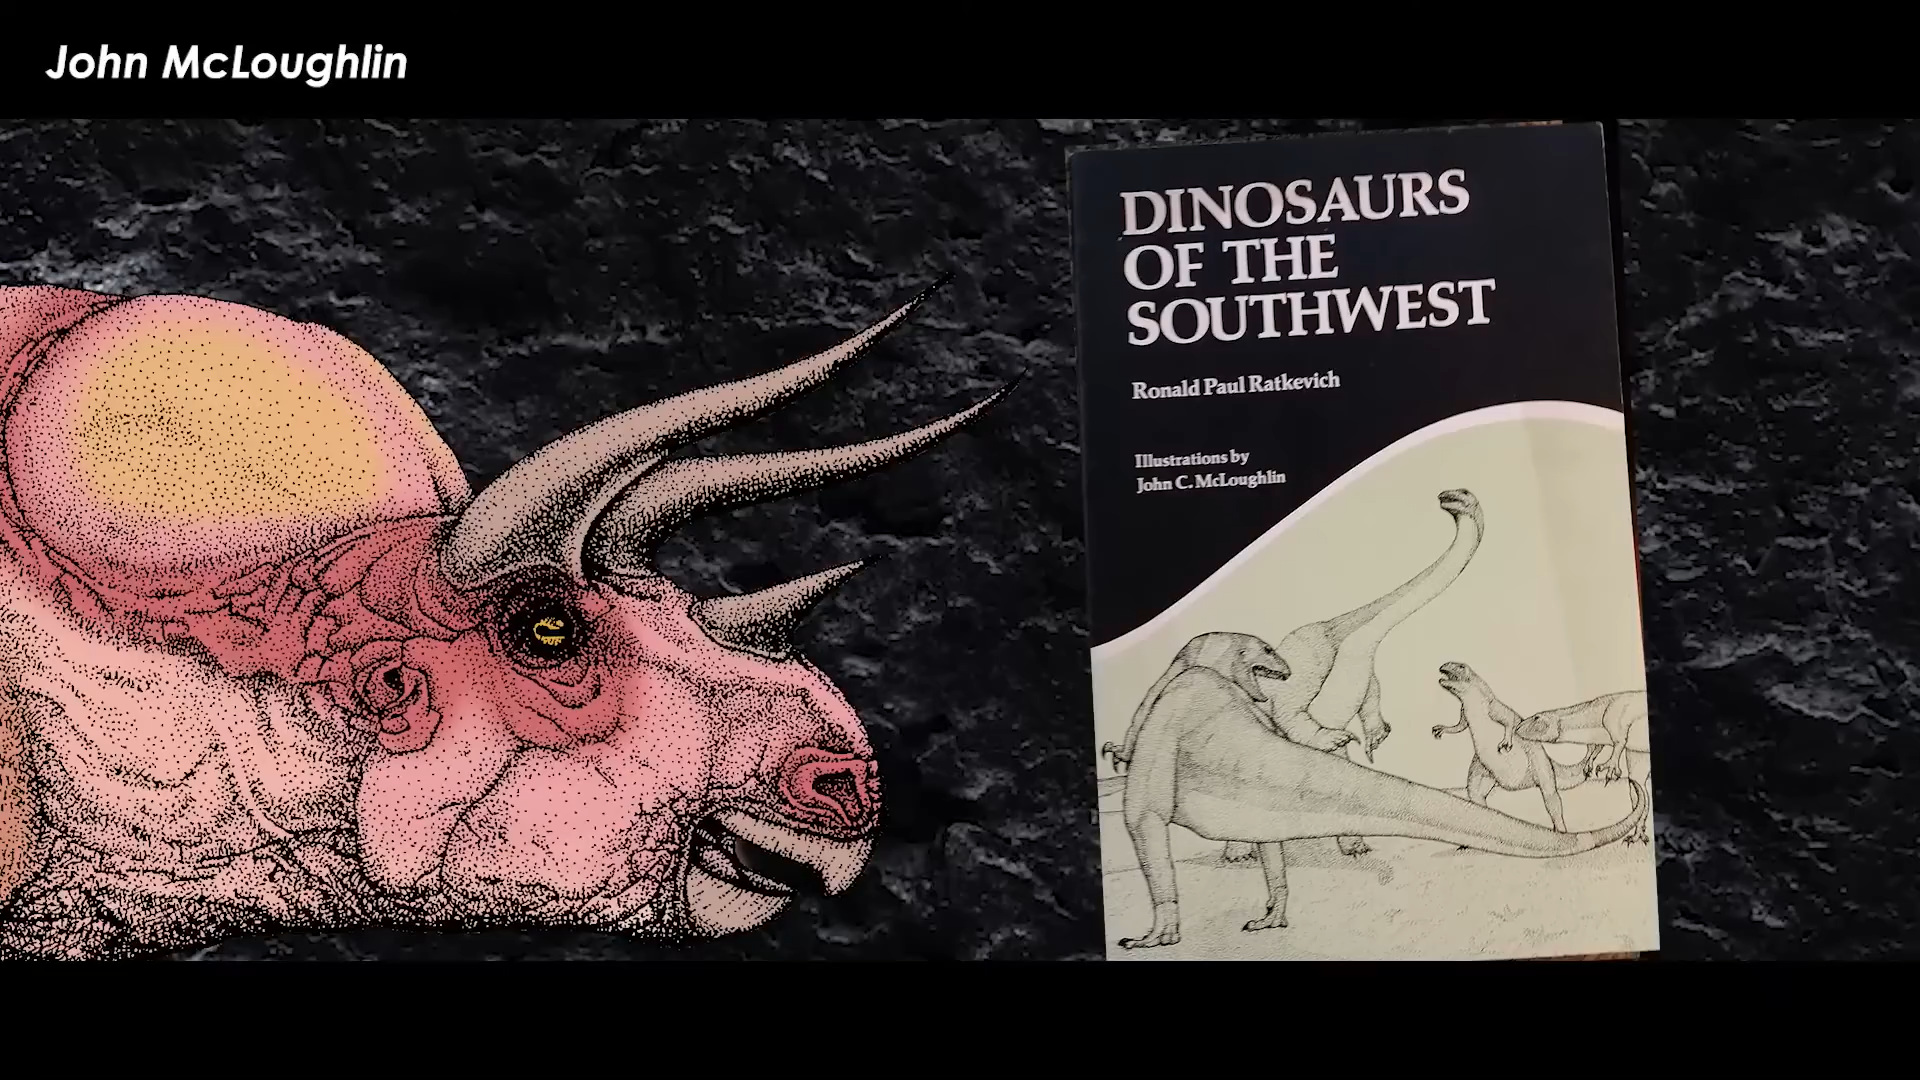 John McLoughlin
DINOSAURS
OF THE
SOUTHWEST
Ronald Paul Ratkevich
Illustrations by
John C. McLoughlin